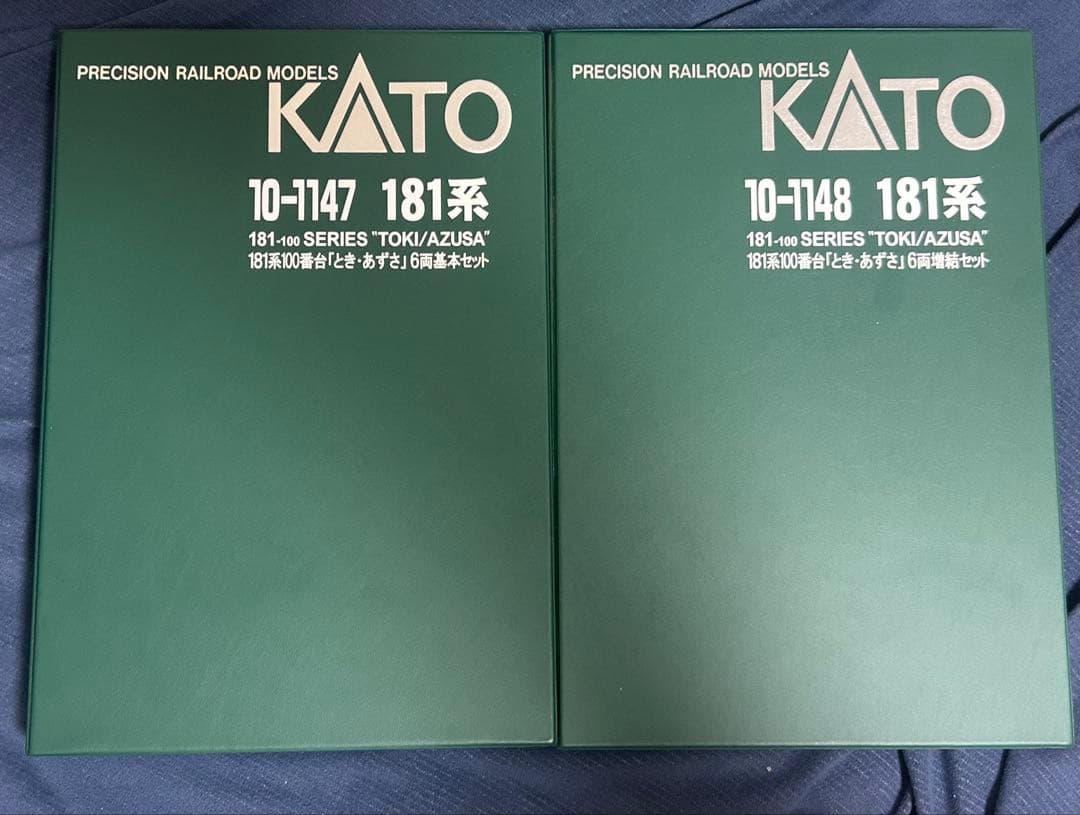 PRECISION RAILROAD MODELS
KATO
10-1147 181系
181-100 SERIES "TOKI/AZUSA"
181系100番台「とき・あずさ」6両基本セット
PRECISION RAILROAD MODELS
KATO
10-1148 181系
181-100 SERIES "TOKI/AZUSA"
181系100番台「とき・あずさ」6両増結セット